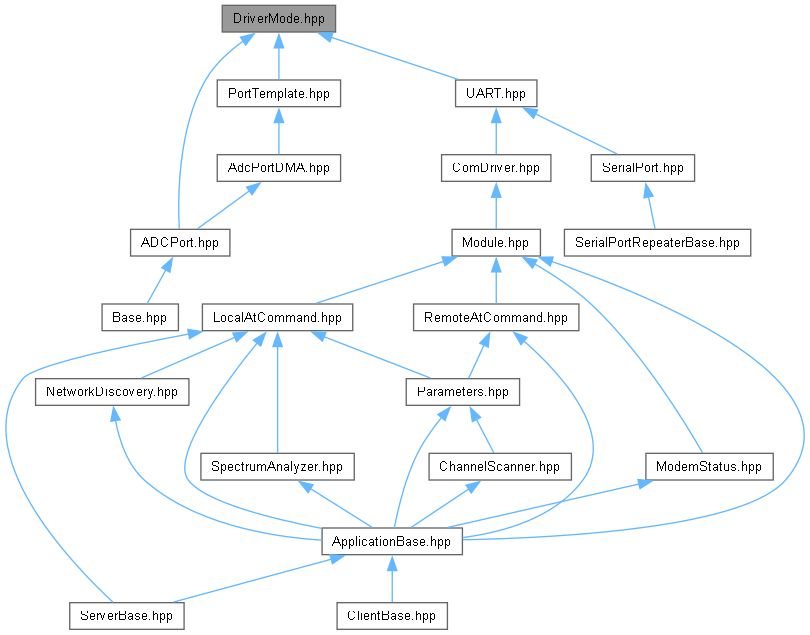 DriverMode.hpp
PortTemplate.hpp
UART.hpp
AdcPortDMA.hpp
ComDriver.hpp
SerialPort.hpp
ADCPort.hpp
Module.hpp
SerialPortRepeaterBase.hpp
Base.hpp
LocalAtCommand.hpp
RemoteAtCommand.hpp
NetworkDiscovery.hpp
Parameters.hpp
SpectrumAnalyzer.hpp
ChannelScanner.hpp
ModemStatus.hpp
ApplicationBase.hpp
ServerBase.hpp
ClientBase.hpp